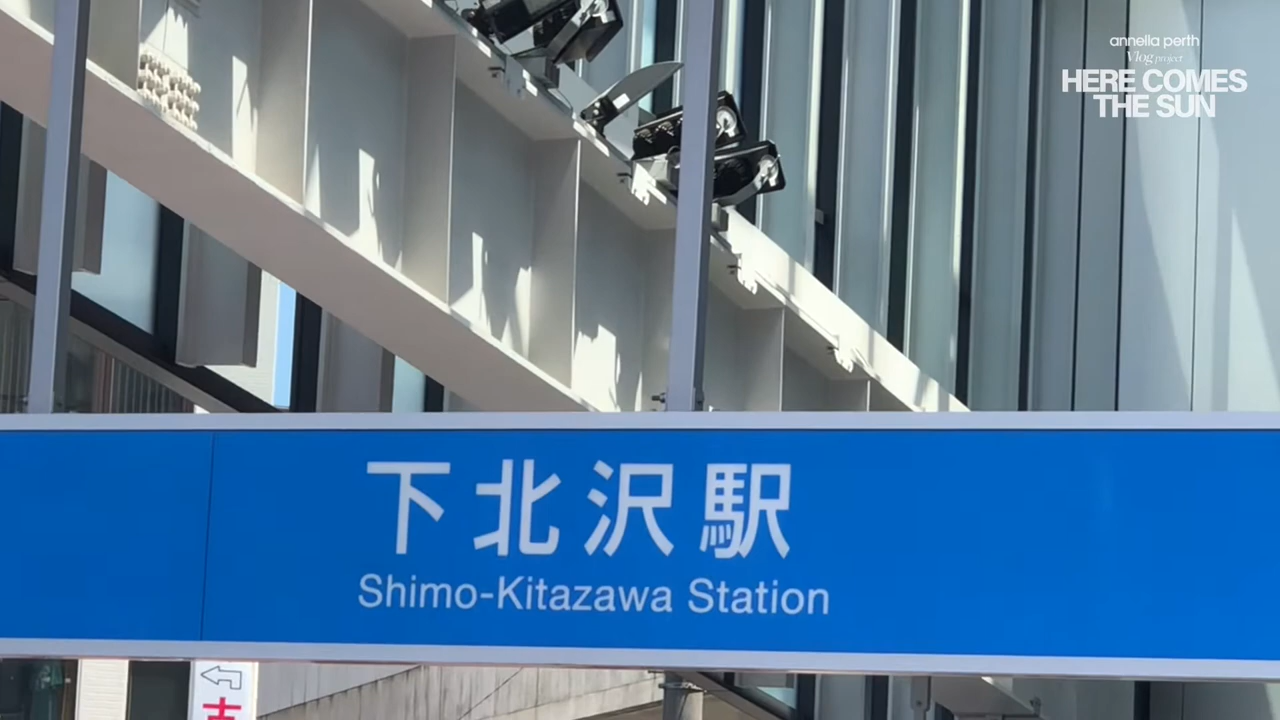 annella perth
Vlog project
HERE COMES
THE SUN
下北沢駅
Shimo-Kitazawa Station